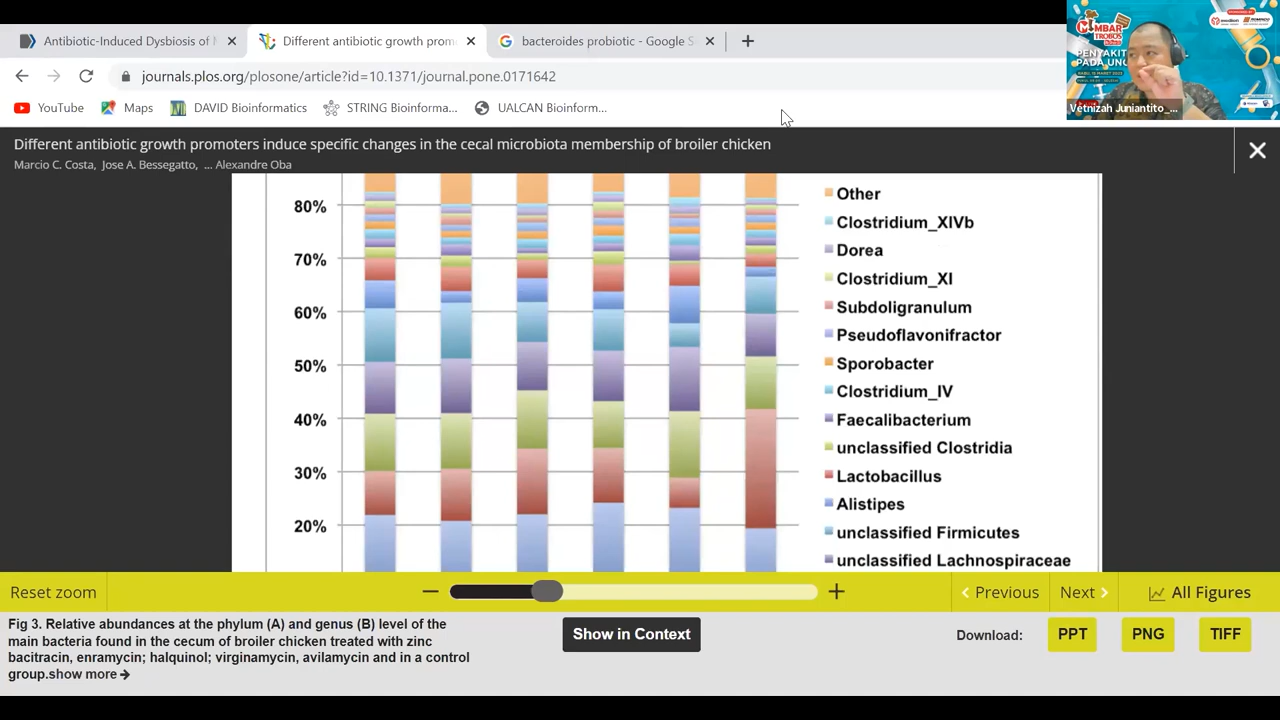 Antibiotic-Induced Dysbiosis of M
Different antibiotic growth prom
bacteroides probiotic - Google S
journals.plos.org/plosone/article?id=10.1371/journal.pone.0171642
YouTube
Maps
DAVID Bioinformatics
STRING Bioinforma...
UALCAN Bioinform...
MIMBAR
TROBOS
PENYAKIT
PADA UNG
Vetnizah Juniantito_...
Different antibiotic growth promoters induce specific changes in the cecal microbiota membership of broiler chicken
Marcio C. Costa, Jose A. Bessegatto, ... Alexandre Oba
80%
70%
60%
50%
40%
30%
20%
Other
Clostridium_XIVb
Dorea
Clostridium_XI
Subdoligranulum
Pseudoflavonifractor
Sporobacter
Clostridium_IV
Faecalibacterium
unclassified Clostridia
Lactobacillus
Alistipes
unclassified Firmicutes
unclassified Lachnospiraceae
Reset zoom
Previous
Next
All Figures
Fig 3. Relative abundances at the phylum (A) and genus (B) level of the
main bacteria found in the cecum of broiler chicken treated with zinc
bacitracin, enramycin; halquinol; virginamycin, avilamycin and in a control
group.show more
Show in Context
Download:
PPT
PNG
TIFF